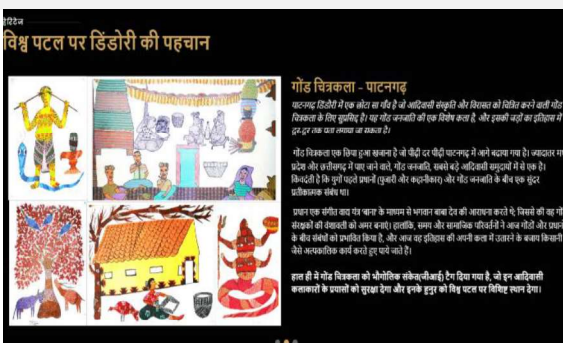 हेरिटेज
विश्व पटल पर डिंडोरी की पहचान
गोंड चित्रकला - पाटनगढ़
पाटनगढ़ डिंडोरी में एक छोटा सा गाँव है जो आदिवासी संस्कृति और विरासत को चित्रित करने वाली गोंड
चित्रकला के लिए सुप्रसिद्ध है। यह गोंड जनजाति की एक विशेष कला है, और इसकी जड़ों का इतिहास में
दूर-दूर तक पता लगाया जा सकता है।
गोंड चित्रकला एक छिपा हुआ खजाना है जो पीढ़ी दर पीढ़ी पाटनगढ़ में आगे बढ़ाया गया है। ज्यादातर
प्रदेश और छत्तीसगढ़ में पाए जाने वाले, गोंड जनजाति, सबसे बड़े आदिवासी समुदायों में से एक है।
किवदंती है कि युगों पहले प्रधानों (पुजारी और कहानीकार) और गोंड जनजाति के बीच एक सुंदर
प्रतीकात्मक संबंध था।
प्रधान एक संगीत वाद्य यंत्र 'बाना' के माध्यम से भगवान बाबा देव की आराधना करते थे; जिससे की वह
संरक्षकों की वंशावली को अमर बनाएं। हालांकि, समय और सामाजिक परिवर्तनों ने आज गोंडों और
के बीच संबंधों को प्रभावित किया है, और आज वह इतिहास की अपनी कला में उतारने के बजाय किसानी
जैसे अल्पकालिक कार्य करते हुए पाये जाते हैं।
हाल ही में गोंड चित्रकला को भौगोलिक संकेत(जीआई) टैग दिया गया है, जो इन आदिवासी
कलाकारों के प्रयासों को सुरक्षा देगा और इनके हुनुर को विश्व पटल पर विशिष्ट स्थान देगा।